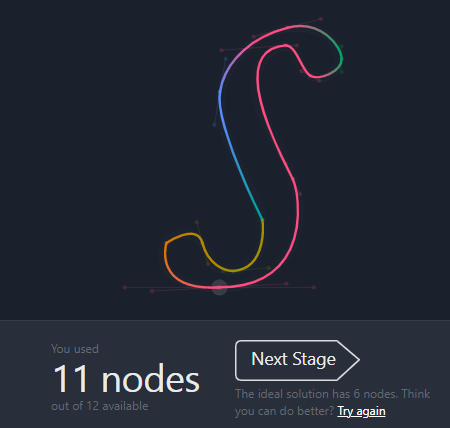 You used
11 nodes
out of 12 available
Next Stage
The ideal solution has 6 nodes. Think
you can do better? Try again